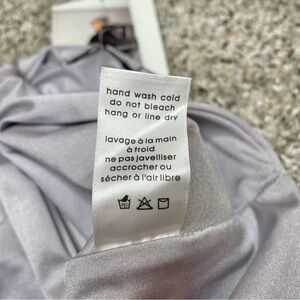 hand wash cold
do not bleach
hang or line dry
lavage à la main
à froid
ne pas javelliser
accrocher ou
sécher à l'air libre